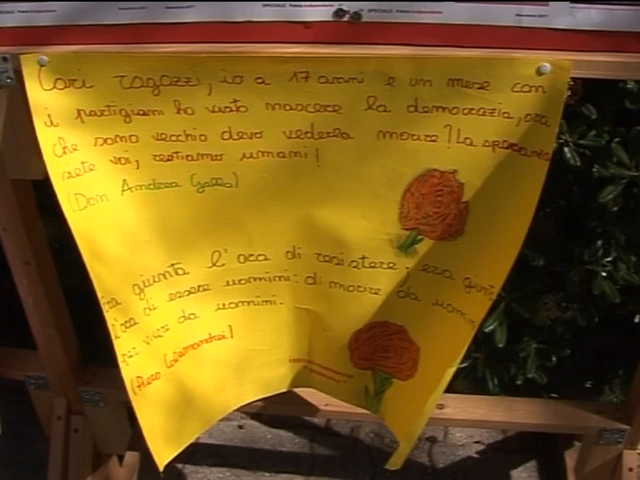 Cari ragazzi, io a 17 anni e un mese con
i partigiani ho visto nascere la democrazia, ora
che sono vecchio devo vederla morire? La speranza
siete voi, restiamo umani!
(Don Andrea Gallo)
Era giunta l'ora di resistere; era giunta
l'ora di essere uomini: di morire da uomini
per vivere da uomini.
(Piero Calamandrei)